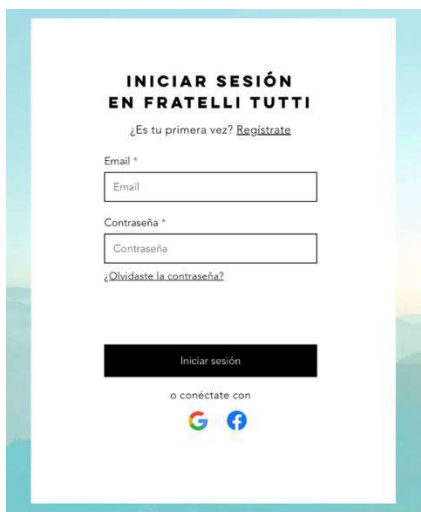 INICIAR SESIÓN
EN FRATELLI TUTTI
¿Es tu primera vez? Registrate
Email *
Email
Contraseña *
Contraseña
¿Olvidaste la contraseña?
Iniciar sesión
o conéctate con